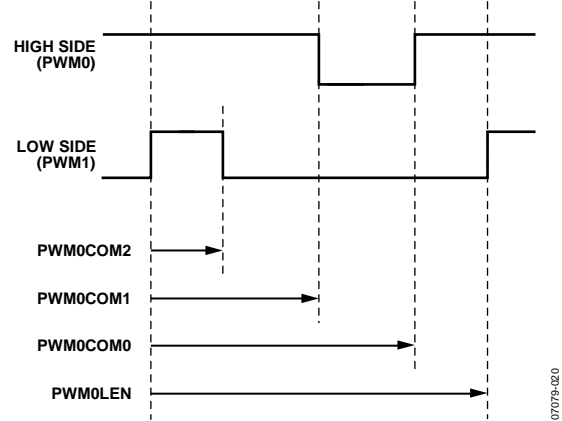 HIGH SIDE
(PWM0)
LOW SIDE
(PWM1)
PWM0COM2
PWM0COM1
PWM0COM0
PWM0LEN
07079-020